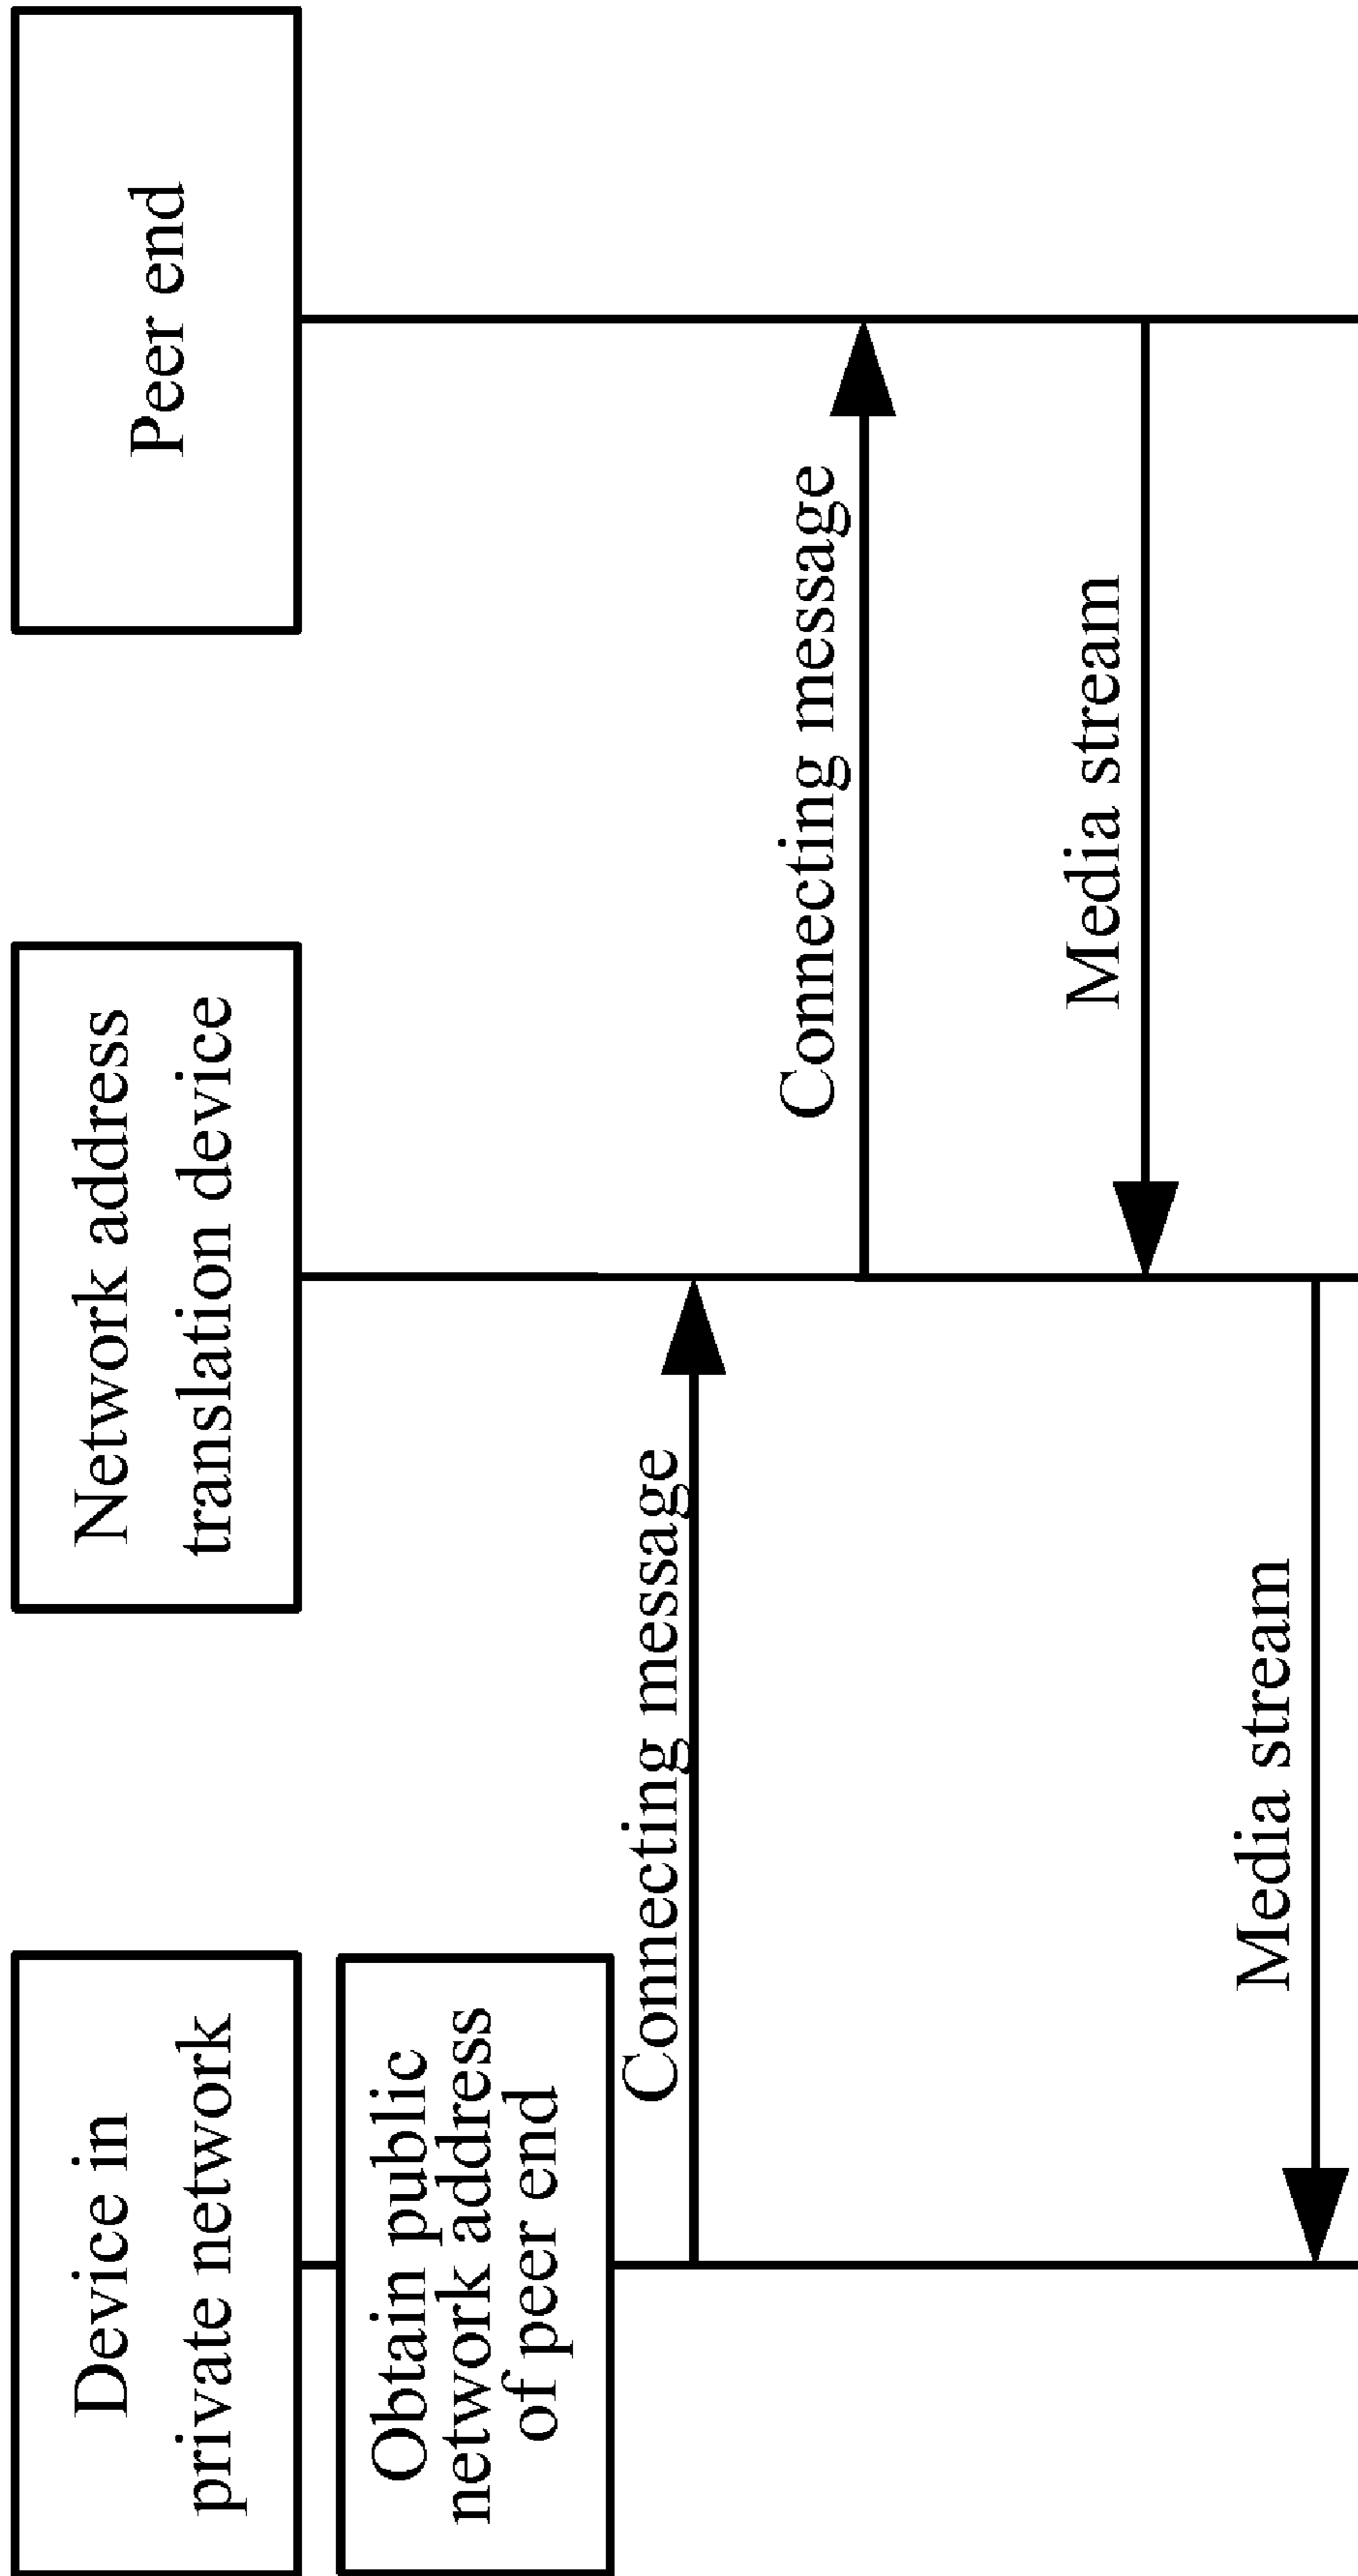 Device in
private network
Network address
translation device
Peer end
Obtain public
network address
of peer end
Connecting message
Connecting message
Media stream
Media stream